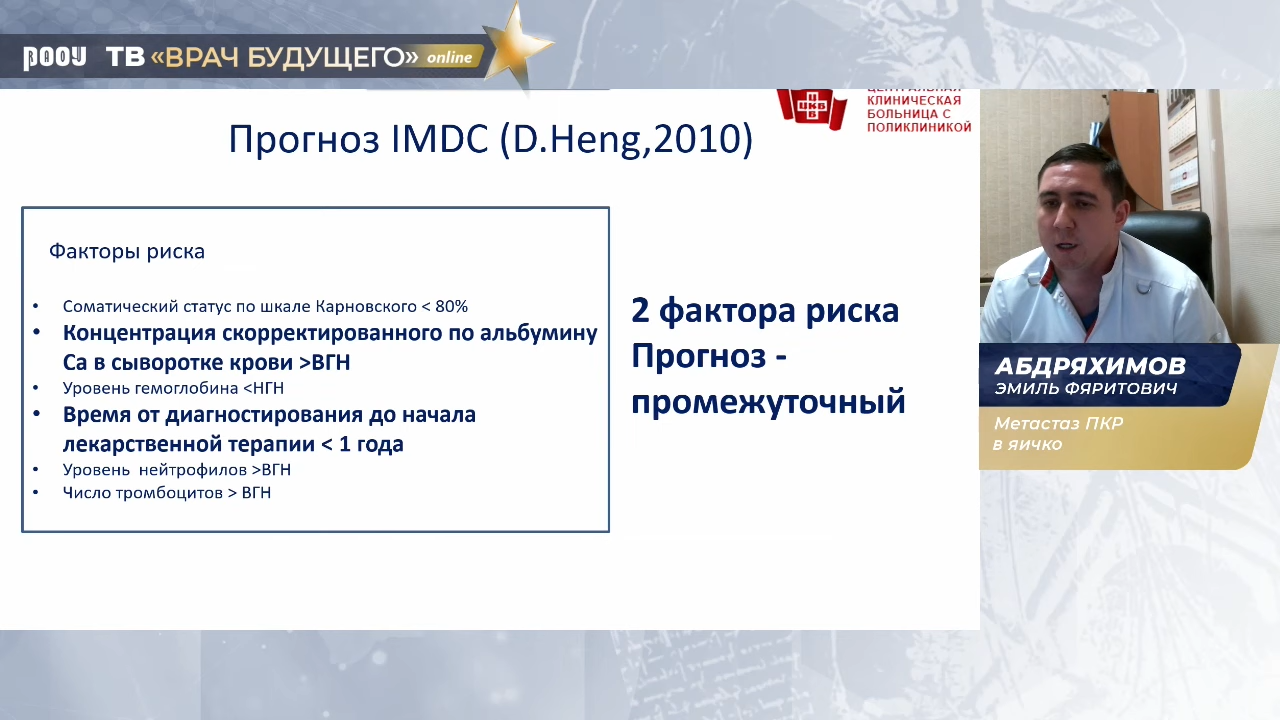 РООУ ТВ «ВРАЧ БУДУЩЕГО» online
ЦЕНТРАЛЬНАЯ
КЛИНИЧЕСКАЯ
БОЛЬНИЦА С
ПОЛИКЛИНИКОЙ
ЦКБ
Прогноз IMDC (D.Heng,2010)
Факторы риска
• Соматический статус по шкале Карновского < 80%
• Концентрация скорректированного по альбумину
Са в сыворотке крови >ВГН
• Уровень гемоглобина <НГН
• Время от диагностирования до начала
лекарственной терапии < 1 года
• Уровень нейтрофилов >ВГН
• Число тромбоцитов > ВГН
2 фактора риска
Прогноз -
промежуточный
АБДРЯХИМОВ
ЭМИЛЬ ФЯРИТОВИЧ
Метастаз ПКР
в яичко